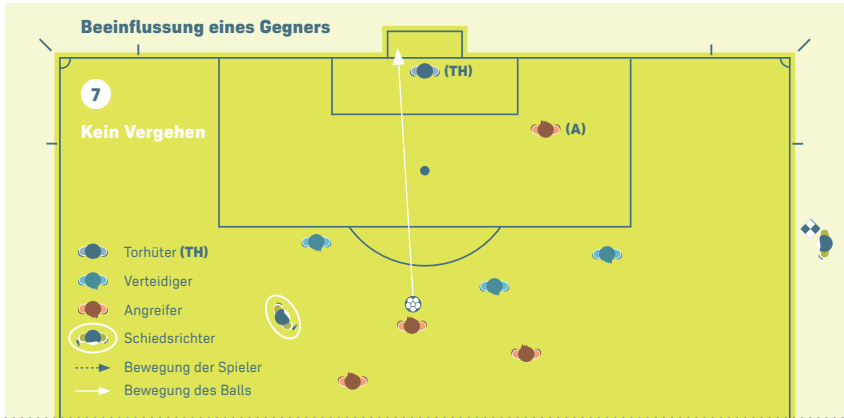 Beeinflussung eines Gegners
(TH)
7
(A)
Kein Vergehen
Torhüter (TH)
Verteidiger
Angreifer
Schiedsrichter
Bewegung der Spieler
Bewegung des Balls